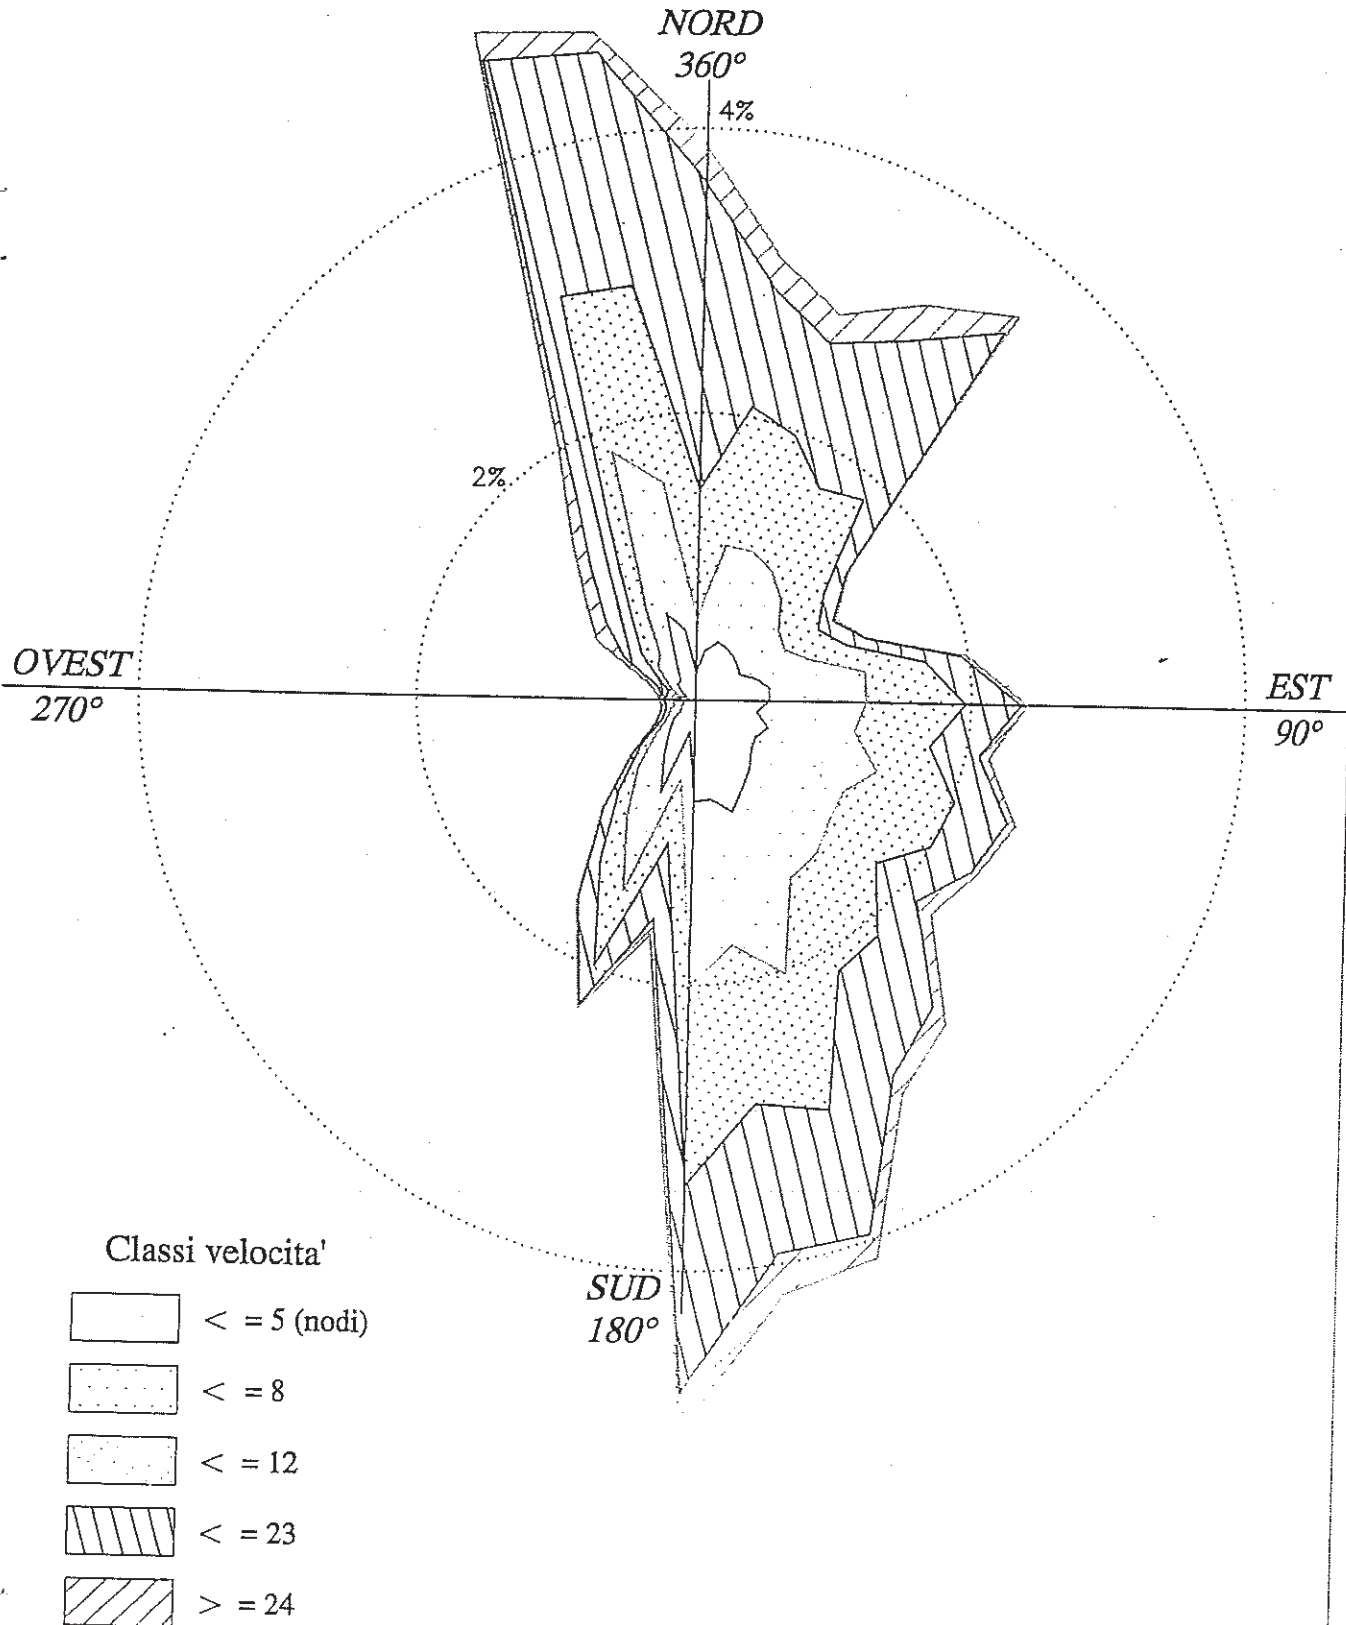 NORD
360°
4%
2%
OVEST
270°
EST
90°
SUD
180°
Classi velocita'
< = 5 (nodi)
< = 8
< = 12
< = 23
> = 24